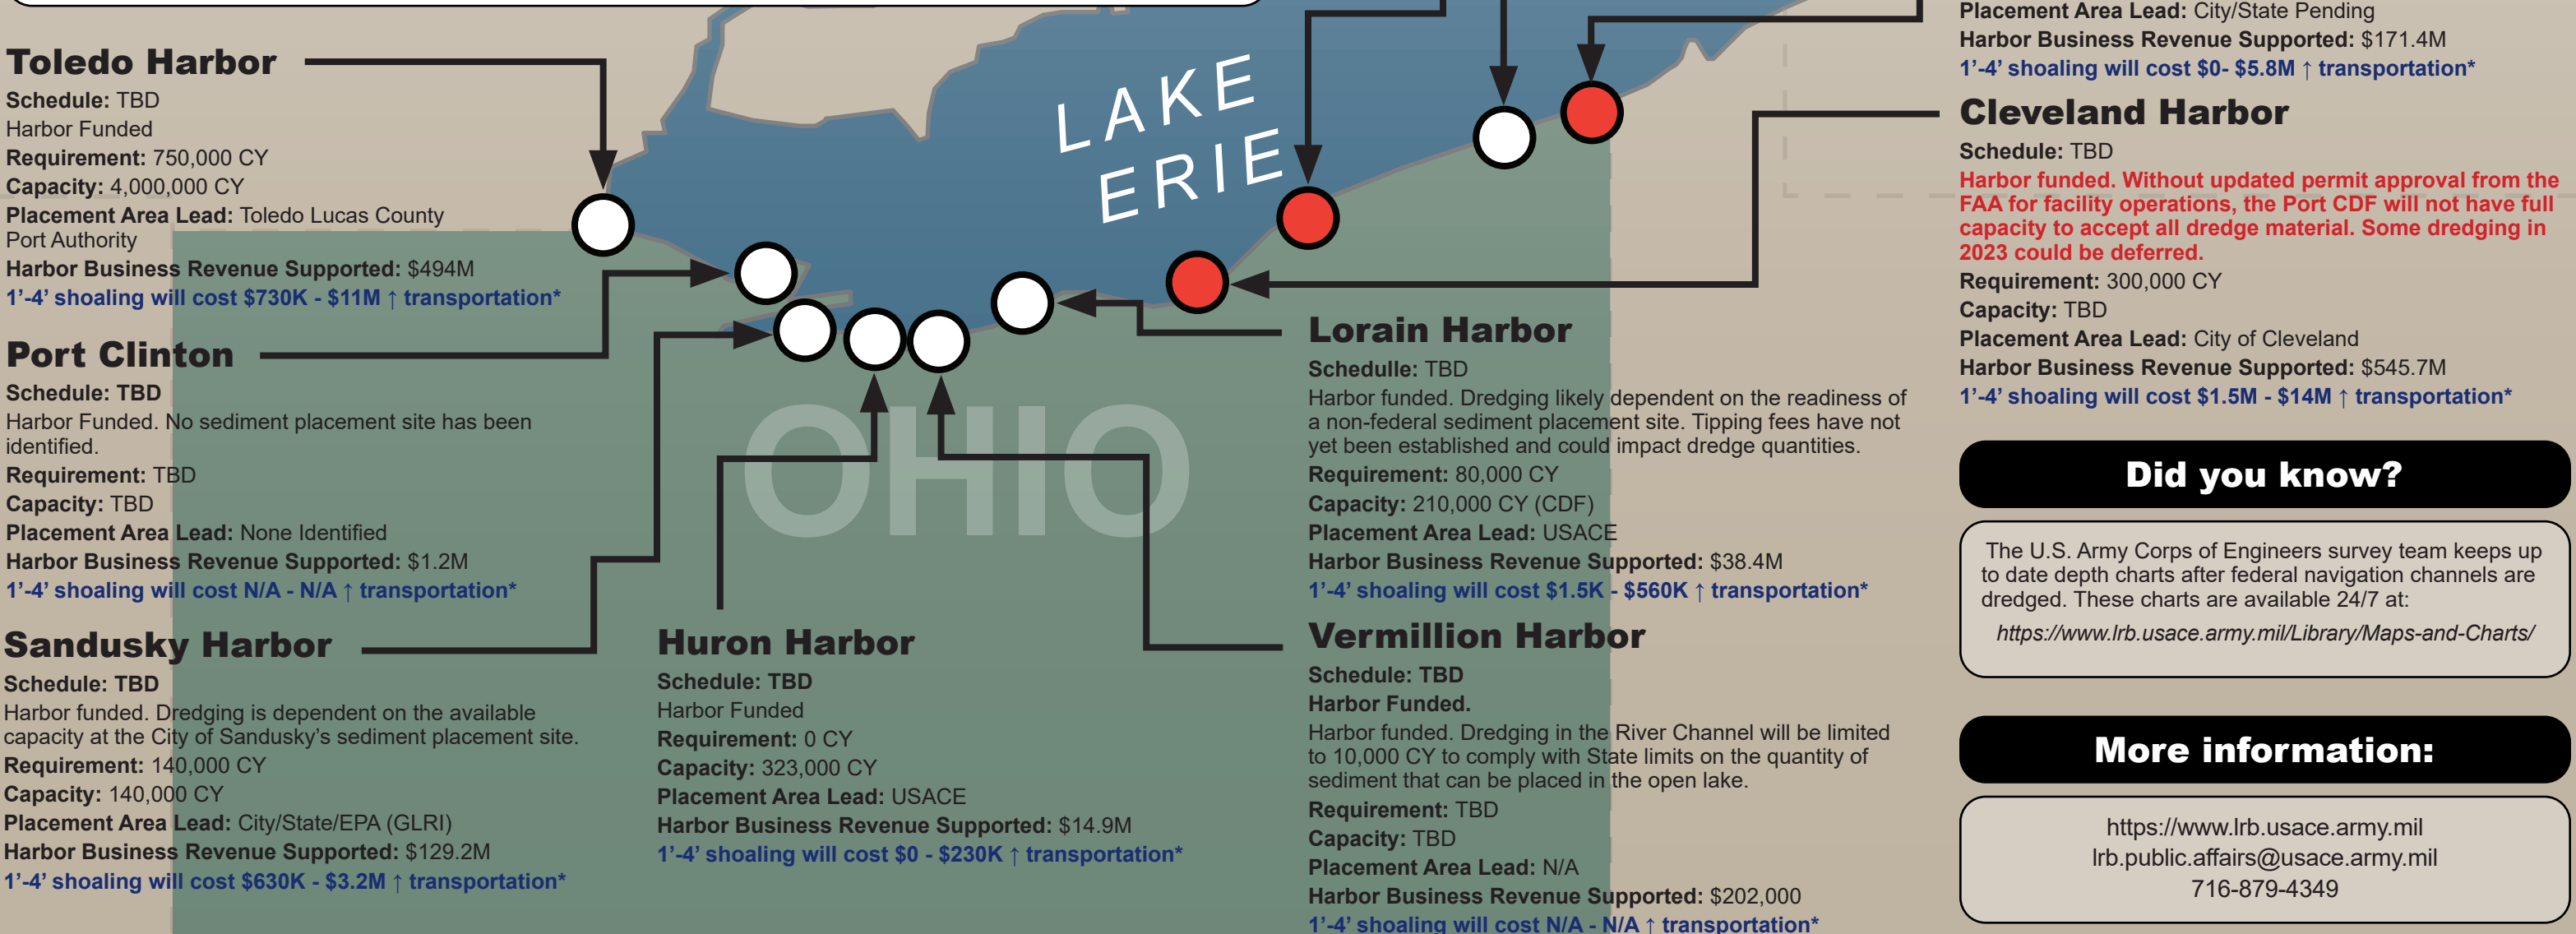 Toledo Harbor
Schedule: TBD
Harbor Funded
Requirement: 750,000 CY
Capacity: 4,000,000 CY
Placement Area Lead: Toledo Lucas County
Port Authority
Harbor Business Revenue Supported: $494M
1’-4’ shoaling will cost $730K - $11M ↑ transportation*
Port Clinton
Schedule: TBD
Harbor Funded. No sediment placement site has been
identified.
Requirement: TBD
Capacity: TBD
Placement Area Lead: None Identified
Harbor Business Revenue Supported: $1.2M
1’-4’ shoaling will cost N/A - N/A ↑ transportation*
Sandusky Harbor
Schedule: TBD
Harbor funded. Dredging is dependent on the available
capacity at the City of Sandusky’s sediment placement site.
Requirement: 140,000 CY
Capacity: 140,000 CY
Placement Area Lead: City/State/EPA (GLRI)
Harbor Business Revenue Supported: $129.2M
1’-4’ shoaling will cost $630K - $3.2M ↑ transportation*
LAKE
ERIE
OHIO
Huron Harbor
Schedule: TBD
Harbor Funded
Requirement: 0 CY
Capacity: 323,000 CY
Placement Area Lead: USACE
Harbor Business Revenue Supported: $14.9M
1’-4’ shoaling will cost $0 - $230K ↑ transportation*
Lorain Harbor
Schedulle: TBD
Harbor funded. Dredging likely dependent on the readiness of
a non-federal sediment placement site. Tipping fees have not
yet been established and could impact dredge quantities.
Requirement: 80,000 CY
Capacity: 210,000 CY (CDF)
Placement Area Lead: USACE
Harbor Business Revenue Supported: $38.4M
1’-4’ shoaling will cost $1.5K - $560K ↑ transportation*
Vermillion Harbor
Schedule: TBD
Harbor Funded.
Harbor funded. Dredging in the River Channel will be limited
to 10,000 CY to comply with State limits on the quantity of
sediment that can be placed in the open lake.
Requirement: TBD
Capacity: TBD
Placement Area Lead: N/A
Harbor Business Revenue Supported: $202,000
1’-4’ shoaling will cost N/A - N/A ↑ transportation*
Placement Area Lead: City/State Pending
Harbor Business Revenue Supported: $171.4M
1’-4’ shoaling will cost $0- $5.8M ↑ transportation*
Cleveland Harbor
Schedule: TBD
Harbor funded. Without updated permit approval from the
FAA for facility operations, the Port CDF will not have full
capacity to accept all dredge material. Some dredging in
2023 could be deferred.
Requirement: 300,000 CY
Capacity: TBD
Placement Area Lead: City of Cleveland
Harbor Business Revenue Supported: $545.7M
1’-4’ shoaling will cost $1.5M - $14M ↑ transportation*
Did you know?
The U.S. Army Corps of Engineers survey team keeps up
to date depth charts after federal navigation channels are
dredged. These charts are available 24/7 at:
https://www.lrb.usace.army.mil/Library/Maps-and-Charts/
More information:
https://www.lrb.usace.army.mil
lrb.public.affairs@usace.army.mil
716-879-4349